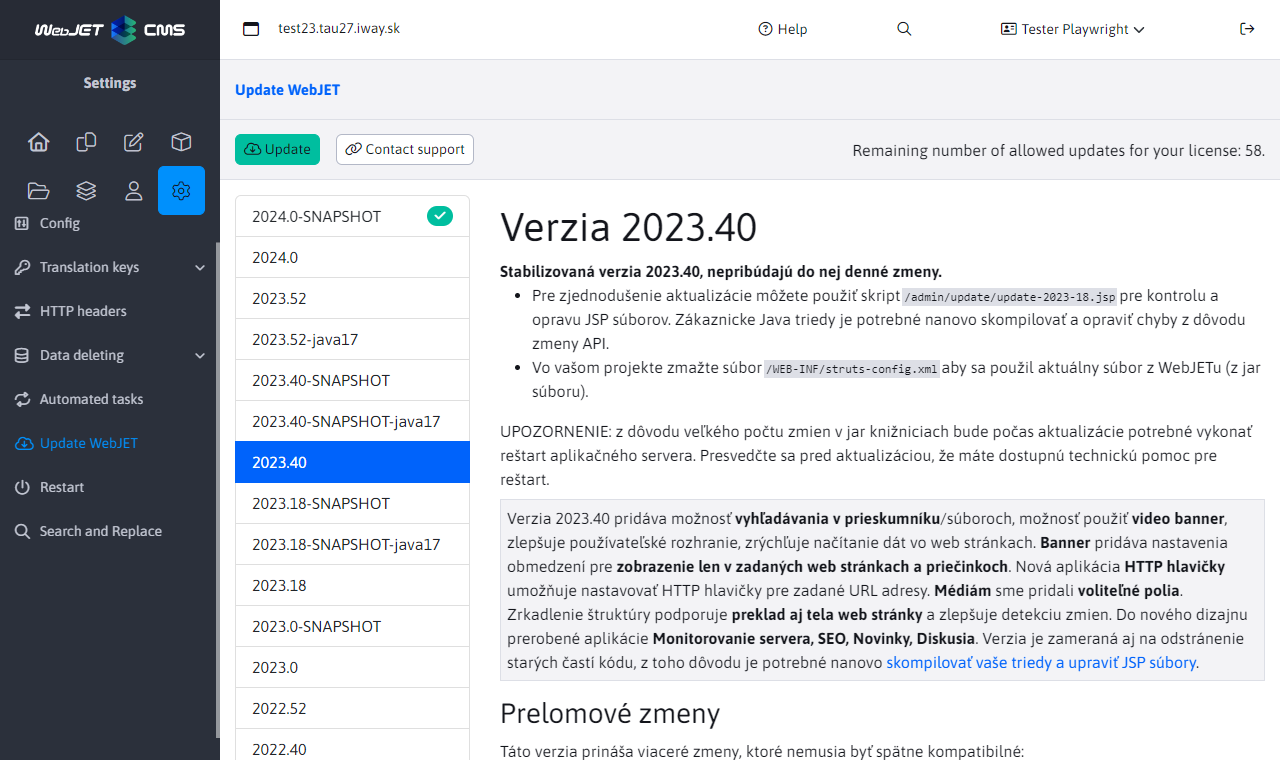 WebJET CMS
test23.tau27.iway.sk
Help
Tester Playwright
Settings
Update WebJET
Update
Contact support
Remaining number of allowed updates for your license: 58.
Config
Translation keys
HTTP headers
Data deleting
Automated tasks
Update WebJET
Restart
Search and Replace
2024.0-SNAPSHOT
2024.0
2023.52
2023.52-java17
2023.40-SNAPSHOT
2023.40-SNAPSHOT-java17
2023.40
2023.18-SNAPSHOT
2023.18-SNAPSHOT-java17
2023.18
2023.0-SNAPSHOT
2023.0
2022.52
2022.40
Verzia 2023.40
Stabilizovaná verzia 2023.40, nepribúdajú do nej denné zmeny.
• Pre zjednodušenie aktualizácie môžete použiť skript /admin/update/update-2023-18.jsp pre kontrolu a
opravu JSP súborov. Zákaznicke Java triedy je potrebné nanovo skompilovať a opraviť chyby z dôvodu
zmeny API.
• Vo vašom projekte zmažte súbor /WEB-INF/struts-config.xml aby sa použil aktuálny súbor z WebJETu (z jar
súboru).
UPOZORNENIE: z dôvodu veľkého počtu zmien v jar knižniciach bude počas aktualizácie potrebné vykonať
reštart aplikačného servera. Presvedčte sa pred aktualizáciou, že máte dostupnú technickú pomoc pre
reštart.
Verzia 2023.40 pridáva možnosť vyhľadávania v prieskumníku/súboroch, možnosť použiť video banner,
zlepšuje používateľské rozhranie, zrýchľuje načítanie dát vo web stránkach. Banner pridáva nastavenia
obmedzení pre zobrazenie len v zadaných web stránkach a priečinkoch. Nová aplikácia HTTP hlavičky
umožňuje nastavovať HTTP hlavičky pre zadané URL adresy. Médiám sme pridali voliteľné polia.
Zrkadlenie štruktúry podporuje preklad aj tela web stránky a zlepšuje detekciu zmien. Do nového dizajnu
prerobené aplikácie Monitorovanie servera, SEO, Novinky, Diskusia. Verzia je zameraná aj na odstránenie
starých častí kódu, z toho dôvodu je potrebné nanovo skompilovať vaše triedy a upraviť JSP súbory.
Prelomové zmeny
Táto verzia prináša viaceré zmeny, ktoré nemusia byť spätne kompatibilné: